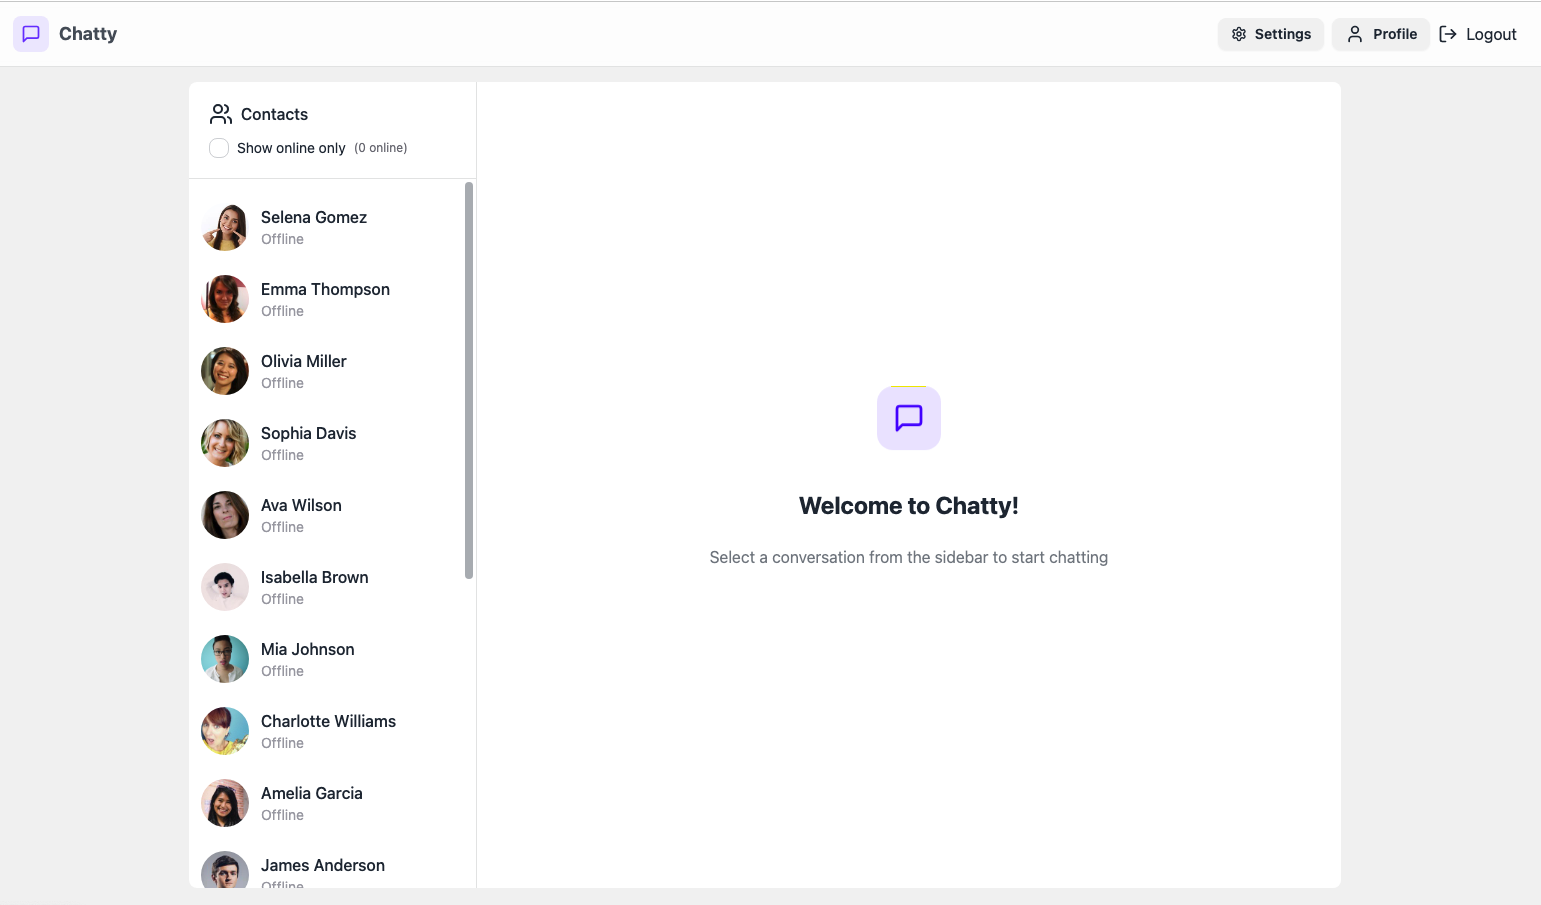 Chatty
Settings
Profile
Logout
Contacts
Show online only (0 online)
Selena Gomez
Offline
Emma Thompson
Offline
Olivia Miller
Offline
Sophia Davis
Offline
Ava Wilson
Offline
Isabella Brown
Offline
Mia Johnson
Offline
Charlotte Williams
Offline
Amelia Garcia
Offline
James Anderson
Offline
Welcome to Chatty!
Select a conversation from the sidebar to start chatting